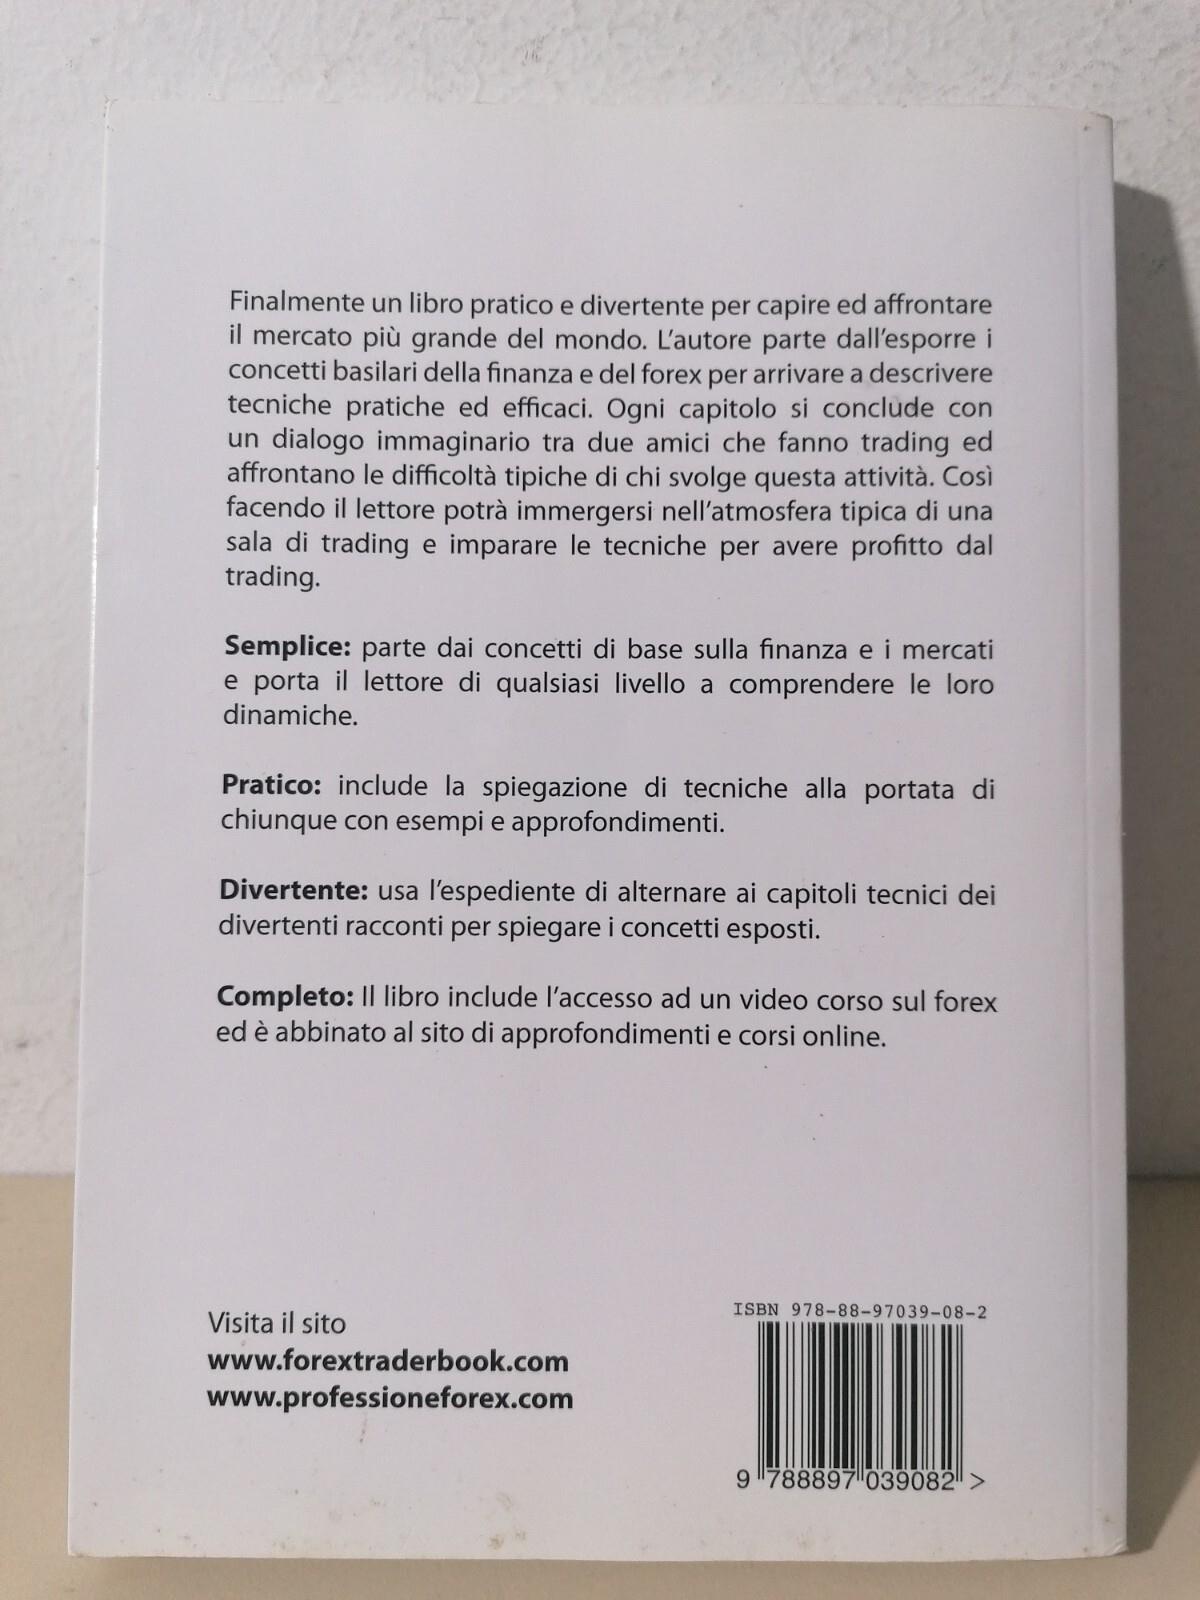 Finalmente un libro pratico e divertente per capire ed affrontare
il mercato più grande del mondo. L'autore parte dall'esporre i
concetti basilari della finanza e del forex per arrivare a descrivere
tecniche pratiche ed efficaci. Ogni capitolo si conclude con
un dialogo immaginario tra due amici che fanno trading ed
affrontano le difficoltà tipiche di chi svolge questa attività. Così
facendo il lettore potrà immergersi nell'atmosfera tipica di una
sala di trading e imparare le tecniche per avere profitto dal
trading.
Semplice: parte dai concetti di base sulla finanza e i mercati
e porta il lettore di qualsiasi livello a comprendere le loro
dinamiche.
Pratico: include la spiegazione di tecniche alla portata di
chiunque con esempi e approfondimenti.
Divertente: usa l'espediente di alternare ai capitoli tecnici dei
divertenti racconti per spiegare i concetti esposti.
Completo: Il libro include l'accesso ad un video corso sul forex
ed è abbinato al sito di approfondimenti e corsi online.
Visita il sito
www.forextraderbook.com
www.professioneforex.com
ISBN 978-88-97039-08-2
9 788897 039082 >